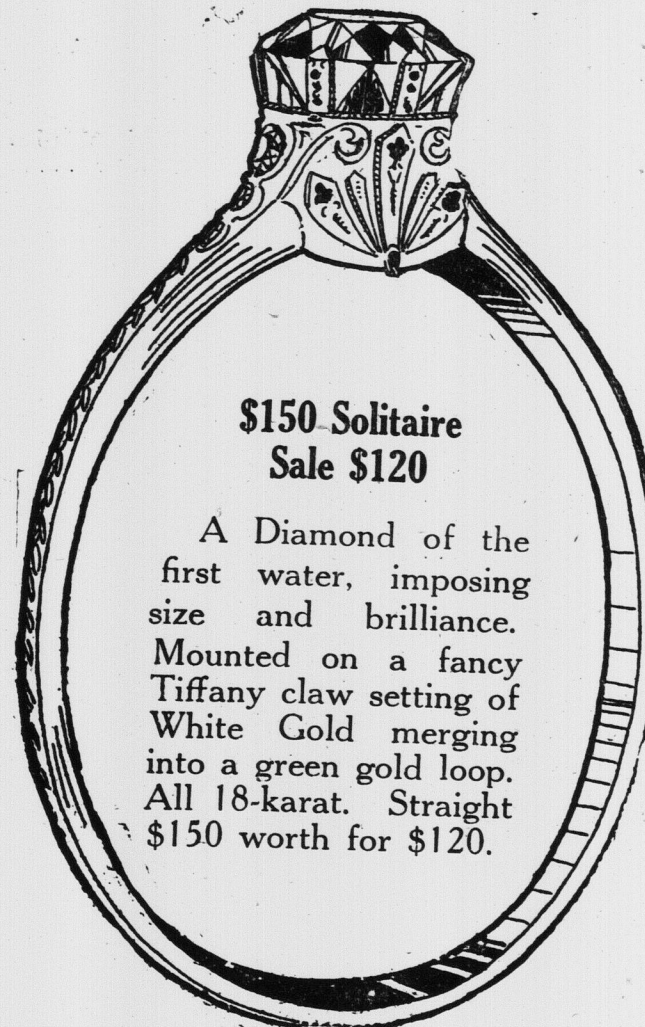 $150 Solitaire
Sale $120
A Diamond of the
first water, imposing
size and brilliance.
Mounted on a fancy
Tiffany claw setting of
White Gold merging
into a green gold loop.
All 18-karat. Straight
$150 worth for $120.